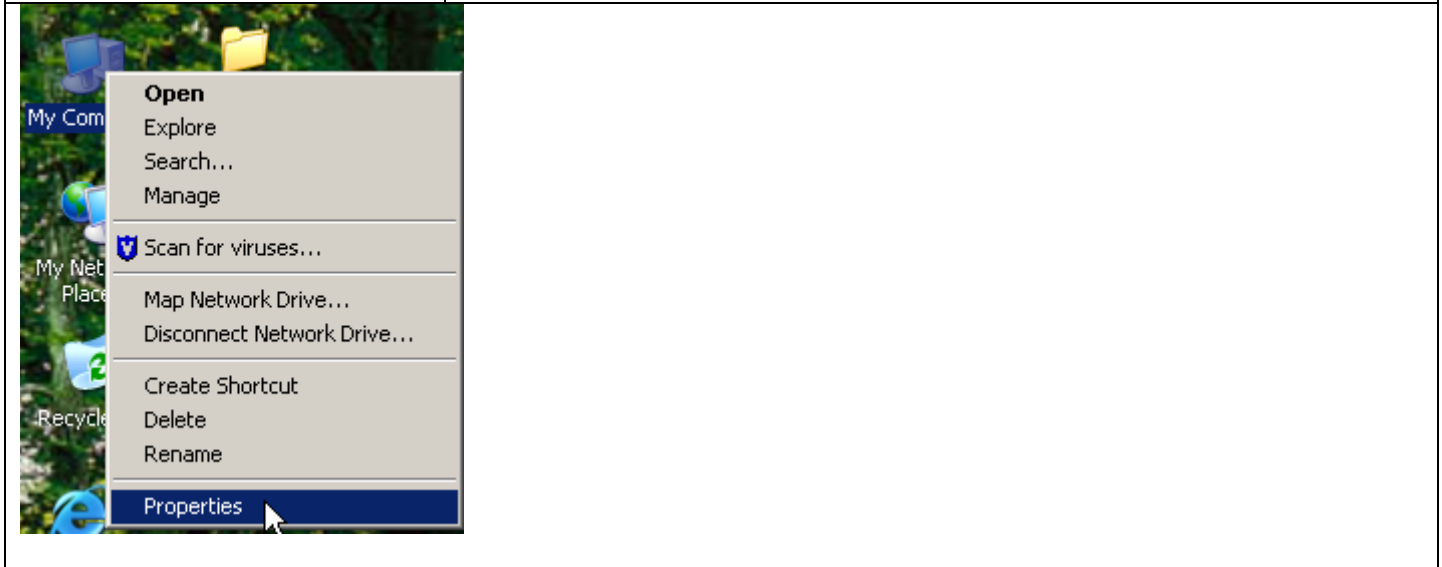 My Com
Open
Explore
Search...
Manage
Scan for viruses...
My Net
Place
Map Network Drive...
Disconnect Network Drive...
Create Shortcut
Delete
Recycle
Rename
Properties